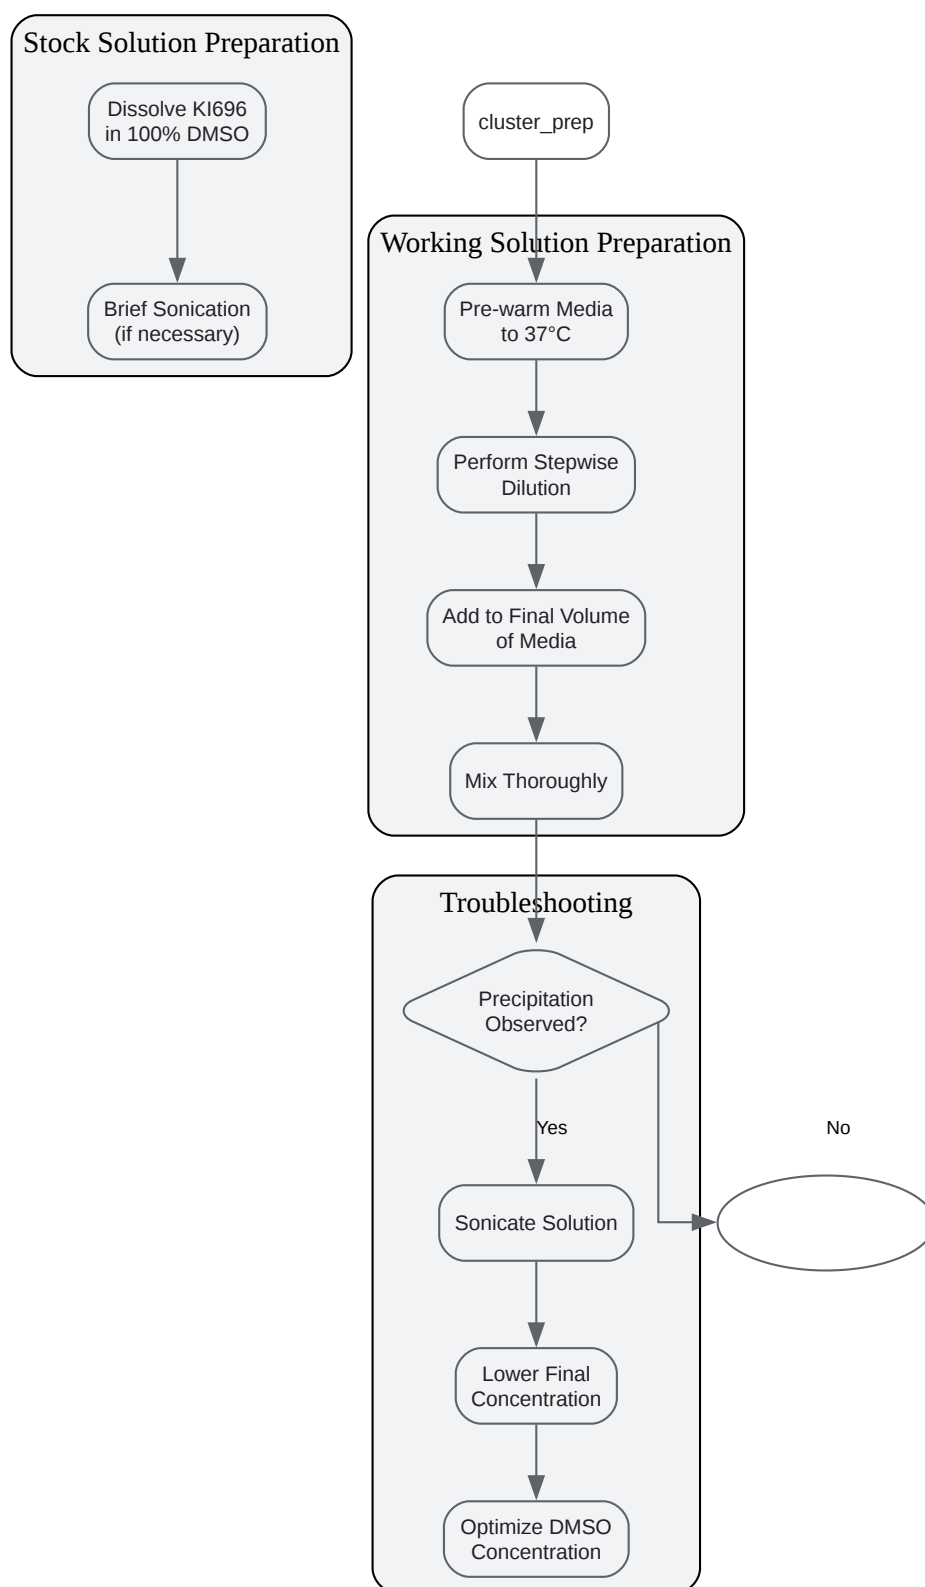 Stock Solution Preparation
Dissolve KI696
in 100% DMSO
Brief Sonication
(if necessary)
cluster_prep
Working Solution Preparation
Pre-warm Media
to 37°C
Perform Stepwise
Dilution
Add to Final Volume
of Media
Mix Thoroughly
Troubleshooting
Precipitation
Observed?
Yes
No
Sonicate Solution
Lower Final
Concentration
Optimize DMSO
Concentration